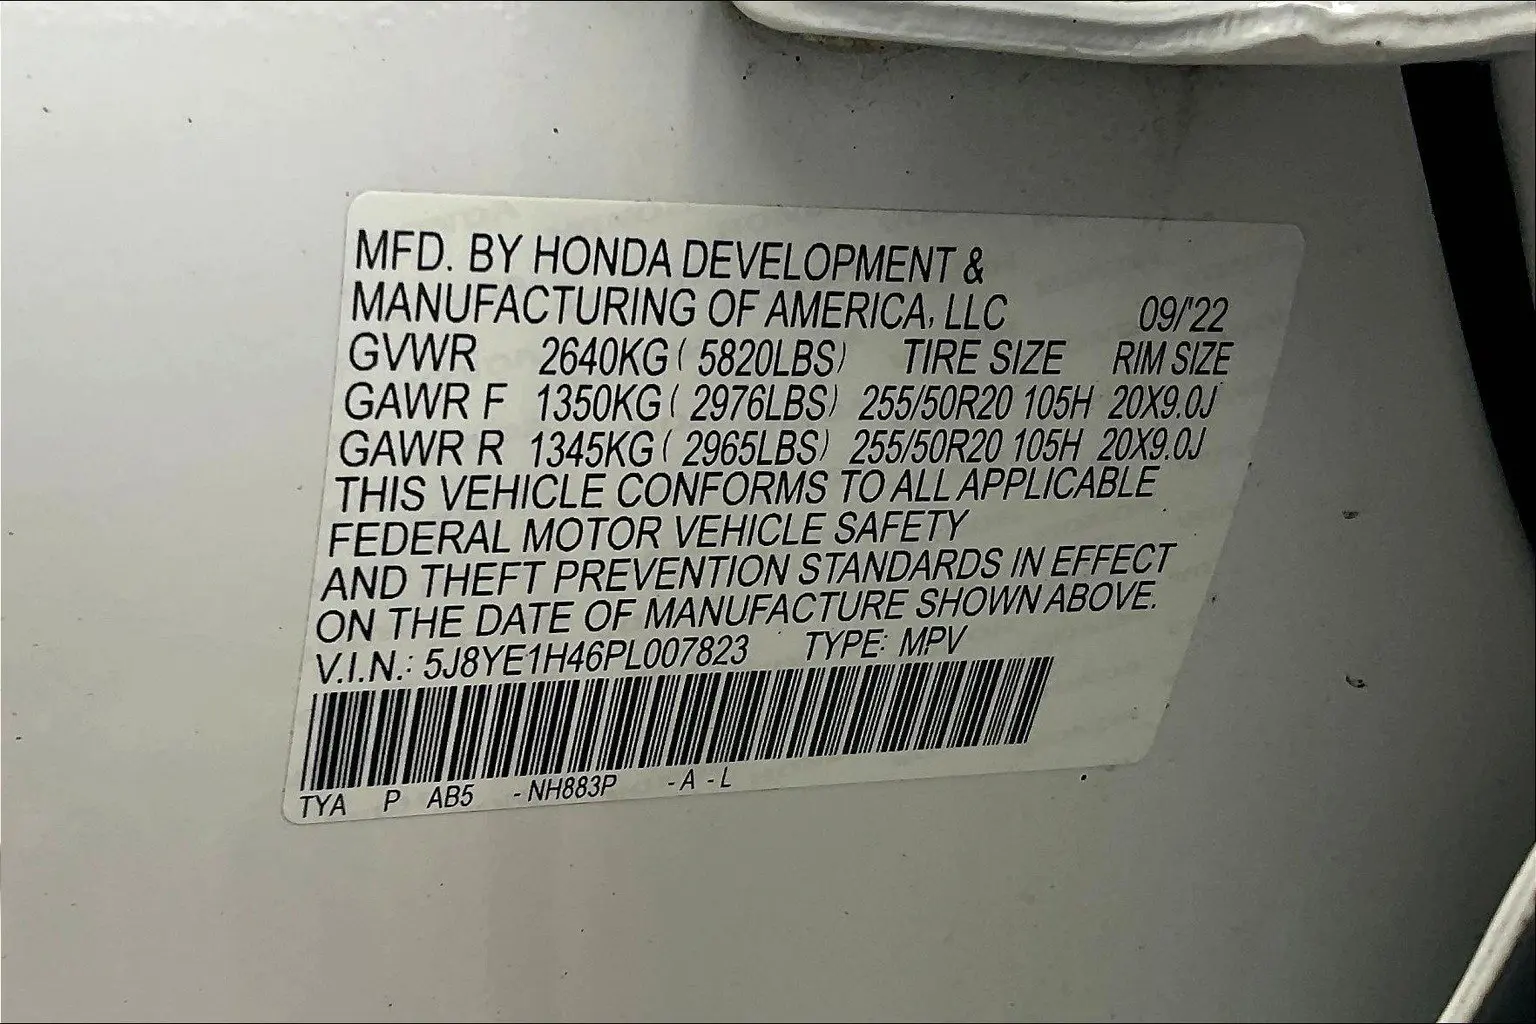 MFD. BY HONDA DEVELOPMENT &
MANUFACTURING OF AMERICA, LLC 09/'22
GVWR 2640KG ( 5820LBS) TIRE SIZE RIM SIZE
GAWR F 1350KG ( 2976LBS) 255/50R20 105H 20X9.0J
GAWR R 1345KG ( 2965LBS) 255/50R20 105H 20X9.0J
THIS VEHICLE CONFORMS TO ALL APPLICABLE
FEDERAL MOTOR VEHICLE SAFETY
AND THEFT PREVENTION STANDARDS IN EFFECT
ON THE DATE OF MANUFACTURE SHOWN ABOVE.
V.I.N.: 5J8YE1H46PL007823 TYPE: MPV
TYA P AB5 - NH883P - A - L